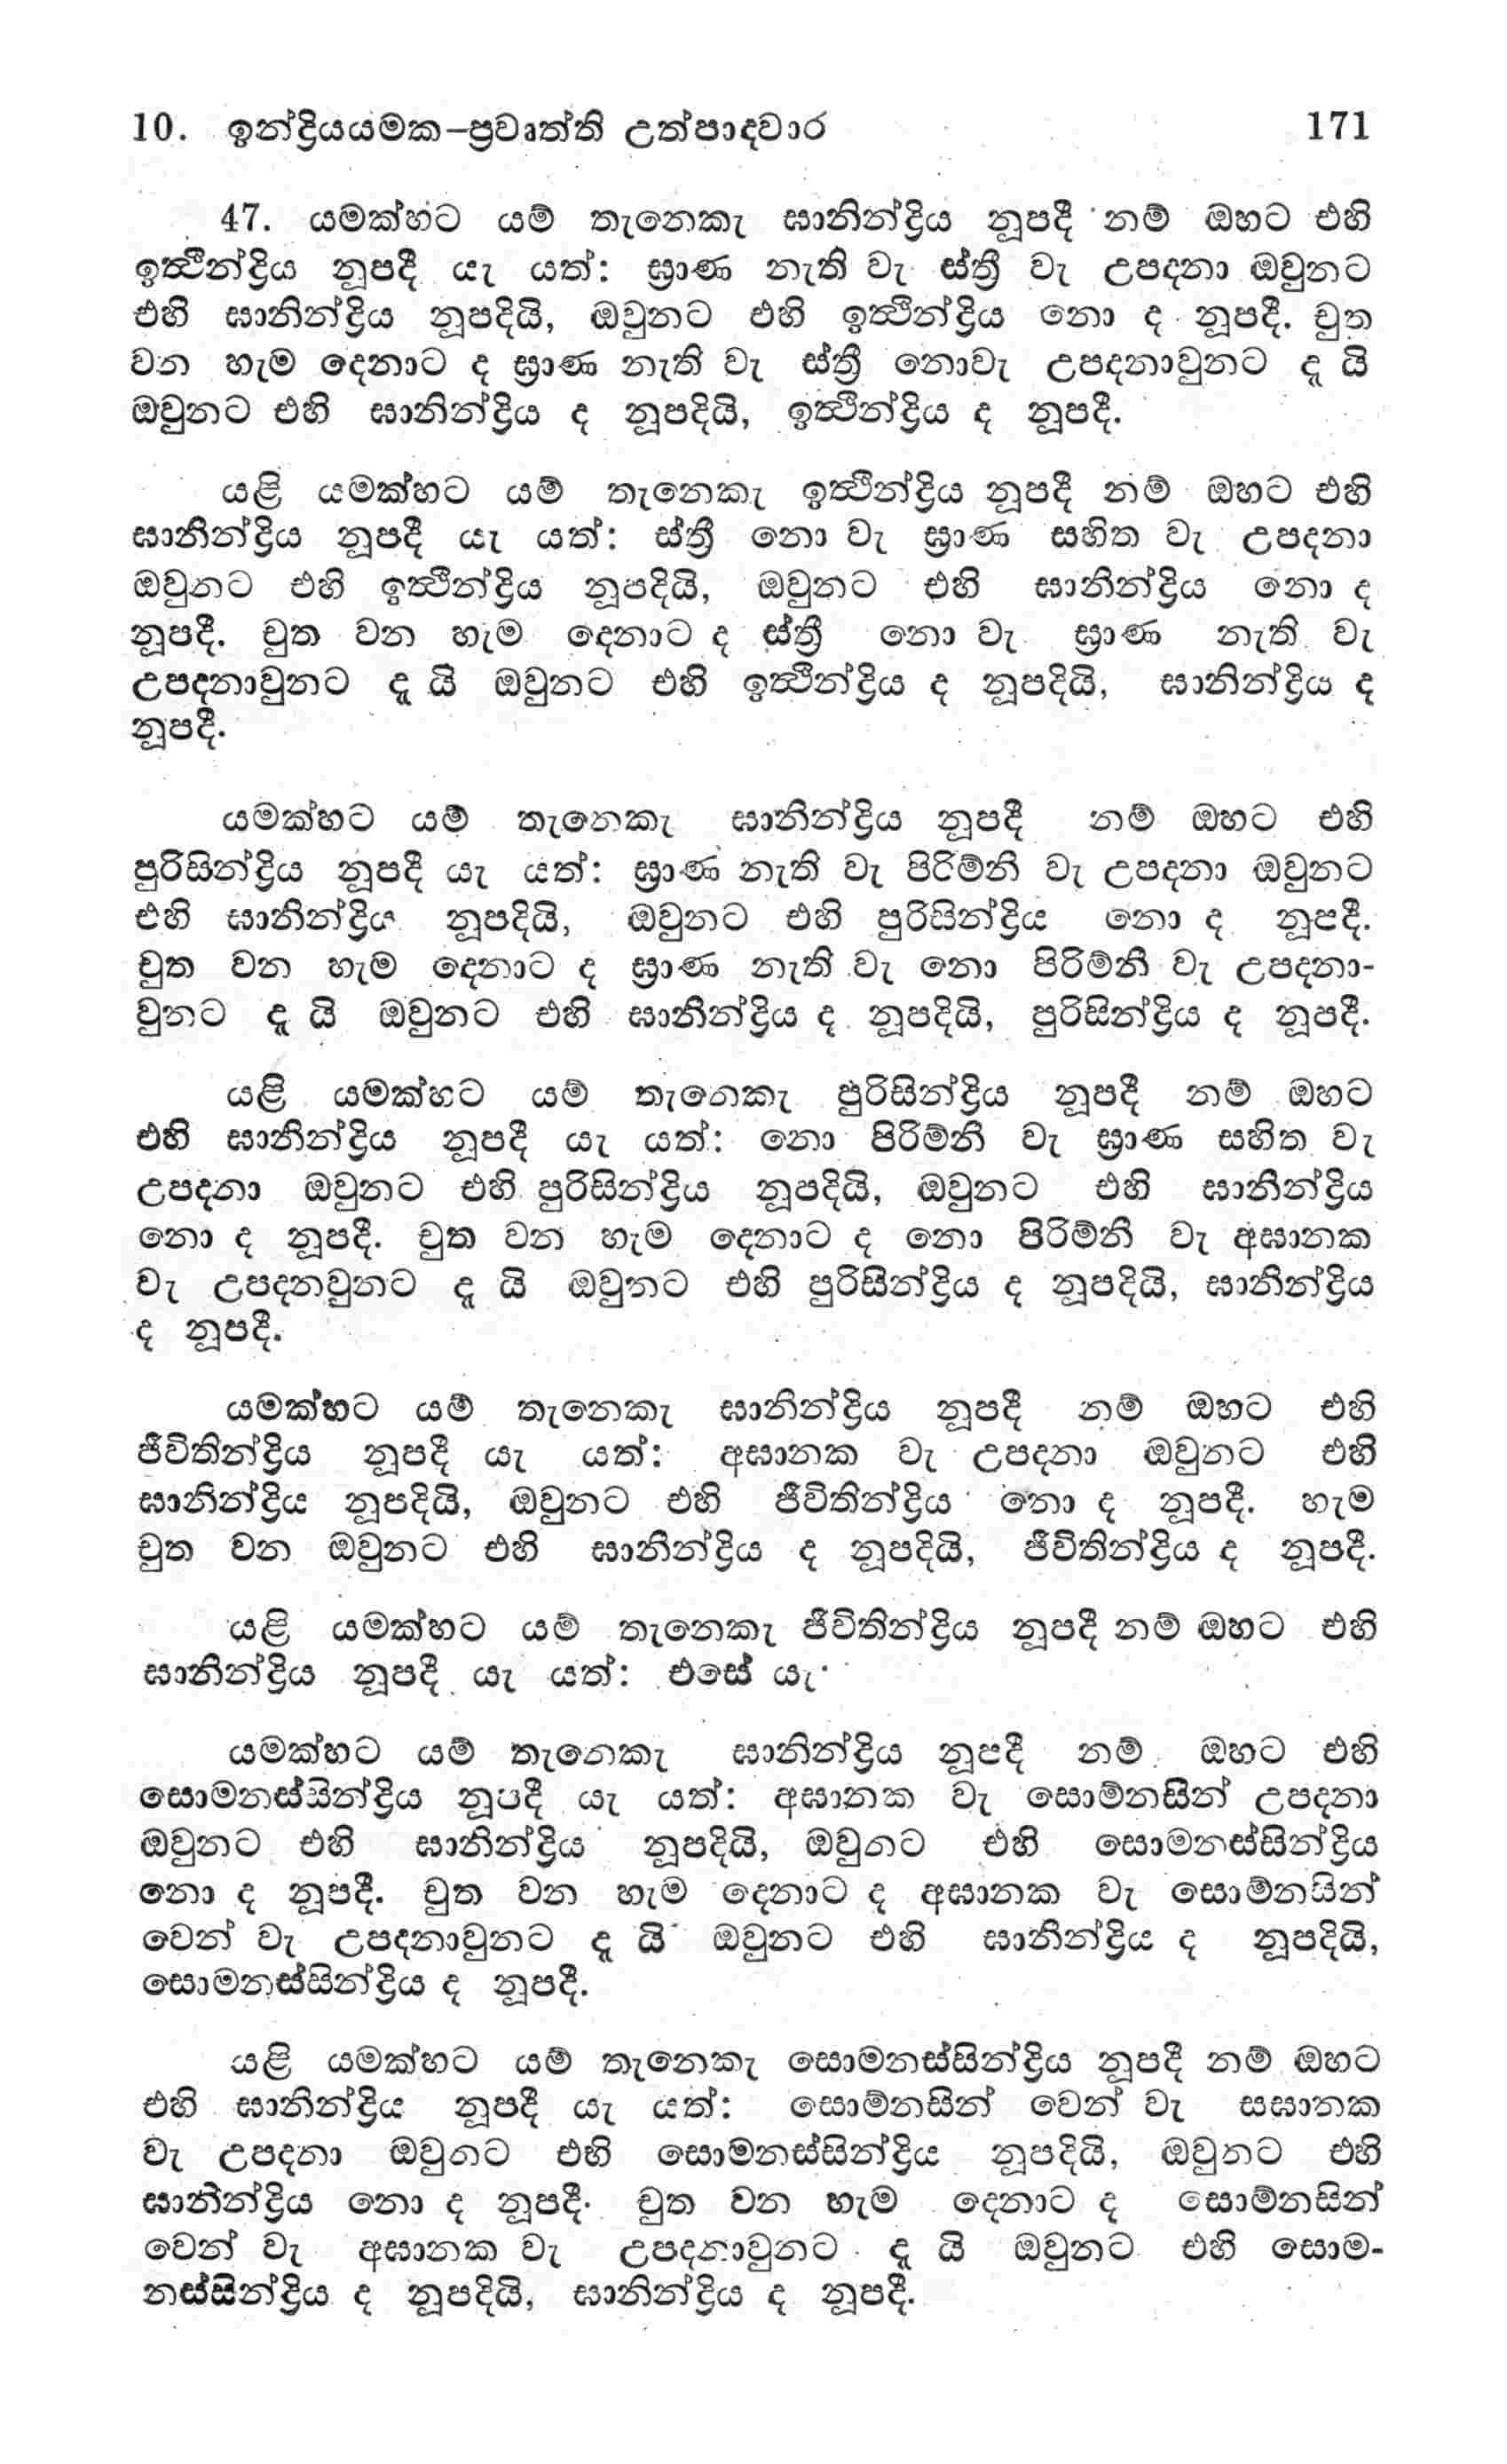 10. ඉන්ද්‍රියයමක–ප්‍රවෘත්ති උත්පාදවාර 171
47. යමක්හට යම් තැනෙකැ ඝානින්ද්‍රිය නූපදී නම් ඔහට එහි
ඉත්‍ථින්ද්‍රිය නූපදී යැ යත්: ඝ්‍රාණ නැති වැ ස්ත්‍රී වැ උපදනා ඔවුනට
එහි ඝානින්ද්‍රිය නූපදියි, ඔවුනට එහි ඉත්‍ථින්ද්‍රිය නො ද නූපදී. චුත
වන හැම දෙනාට ද ඝ්‍රාණ නැති වැ ස්ත්‍රී නොවැ උපදනාවුනට දැ යි
ඔවුනට එහි ඝානින්ද්‍රිය ද නූපදියි, ඉත්‍ථින්ද්‍රිය ද නූපදී.
යළි යමක්හට යම් තැනෙකැ ඉත්‍ථින්ද්‍රිය නූපදී නම් ඔහට එහි
ඝානින්ද්‍රිය නූපදී යැ යත්: ස්ත්‍රී නො වැ ඝ්‍රාණ සහිත වැ උපදනා
ඔවුනට එහි ඉත්‍ථින්ද්‍රිය නූපදියි, ඔවුනට එහි ඝානින්ද්‍රිය නො ද
නූපදී. චුත වන හැම දෙනාට ද ස්ත්‍රී නො වැ ඝ්‍රාණ නැති වැ
උපදනාවුනට දැ යි ඔවුනට එහි ඉත්‍ථින්ද්‍රිය ද නූපදියි, ඝානින්ද්‍රිය ද
නූපදී.
යමක්හට යම් තැනෙකැ ඝානින්ද්‍රිය නූපදී නම් ඔහට එහි
පුරිසින්ද්‍රිය නූපදී යැ යත්: ඝ්‍රාණ නැති වැ පිරිම්නි වැ උපදනා ඔවුනට
එහි ඝානින්ද්‍රිය නූපදියි, ඔවුනට එහි පුරිසින්ද්‍රිය නො ද නූපදී.
චුත වන හැම දෙනාට ද ඝ්‍රාණ නැති වැ නො පිරිම්නි වැ උපදනා-
වුනට දැ යි ඔවුනට එහි ඝානින්ද්‍රිය ද නූපදියි, පුරිසින්ද්‍රිය ද නූපදී.
යළි යමක්හට යම් තැනෙකැ පුරිසින්ද්‍රිය නූපදී නම් ඔහට
එහි ඝානින්ද්‍රිය නූපදී යැ යත්: නො පිරිම්නි වැ ඝ්‍රාණ සහිත වැ
උපදනා ඔවුනට එහි පුරිසින්ද්‍රිය නූපදියි, ඔවුනට එහි ඝානින්ද්‍රිය
නො ද නූපදී. චුත වන හැම දෙනාට ද නො පිරිම්නි වැ අඝානක
වැ උපදනවුනට දැ යි ඔවුනට එහි පුරිසින්ද්‍රිය ද නූපදියි, ඝානින්ද්‍රිය
ද නූපදී.
යමක්හට යම් තැනෙකැ ඝානින්ද්‍රිය නූපදී නම් ඔහට එහි
ජීවිතින්ද්‍රිය නූපදී යැ යත්: අඝානක වැ උපදනා ඔවුනට එහි
ඝානින්ද්‍රිය නූපදියි, ඔවුනට එහි ජීවිතින්ද්‍රිය නො ද නූපදී. හැම
චුත වන ඔවුනට එහි ඝානින්ද්‍රිය ද නූපදියි, ජීවිතින්ද්‍රිය ද නූපදී.
යළි යමක්හට යම් තැනෙකැ ජීවිතින්ද්‍රිය නූපදී නම් ඔහට එහි
ඝානින්ද්‍රිය නූපදී යැ යත්: එසේ යැ·
යමක්හට යම් තැනෙකැ ඝානින්ද්‍රිය නූපදී නම් ඔහට එහි
සොමනස්සින්ද්‍රිය නූපදී යැ යත්: අඝානක වැ සොම්නසින් උපදනා
ඔවුනට එහි ඝානින්ද්‍රිය නූපදියි, ඔවුනට එහි සොමනස්සින්ද්‍රිය
නො ද නූපදී. චුත වන හැම දෙනාට ද අඝානක වැ සොම්නසින්
වෙන් වැ උපදනාවුනට දැ යි ඔවුනට එහි ඝානින්ද්‍රිය ද නූපදියි,
සොමනස්සින්ද්‍රිය ද නූපදී.
යළි යමක්හට යම් තැනෙකැ සොමනස්සින්ද්‍රිය නූපදී නම් ඔහට
එහි ඝානින්ද්‍රිය නූපදී යැ යත්: සොම්නසින් වෙන් වැ සඝානක
වැ උපදනා ඔවුනට එහි සොමනස්සින්ද්‍රිය නූපදියි, ඔවුනට එහි
ඝානින්ද්‍රිය නො ද නූපදී· චුත වන හැම දෙනාට ද සොම්නසින්
වෙන් වැ අඝානක වැ උපදනාවුනට දැ යි ඔවුනට එහි සොම-
නස්සින්ද්‍රිය ද නූපදියි, ඝානින්ද්‍රිය ද නූපදී.